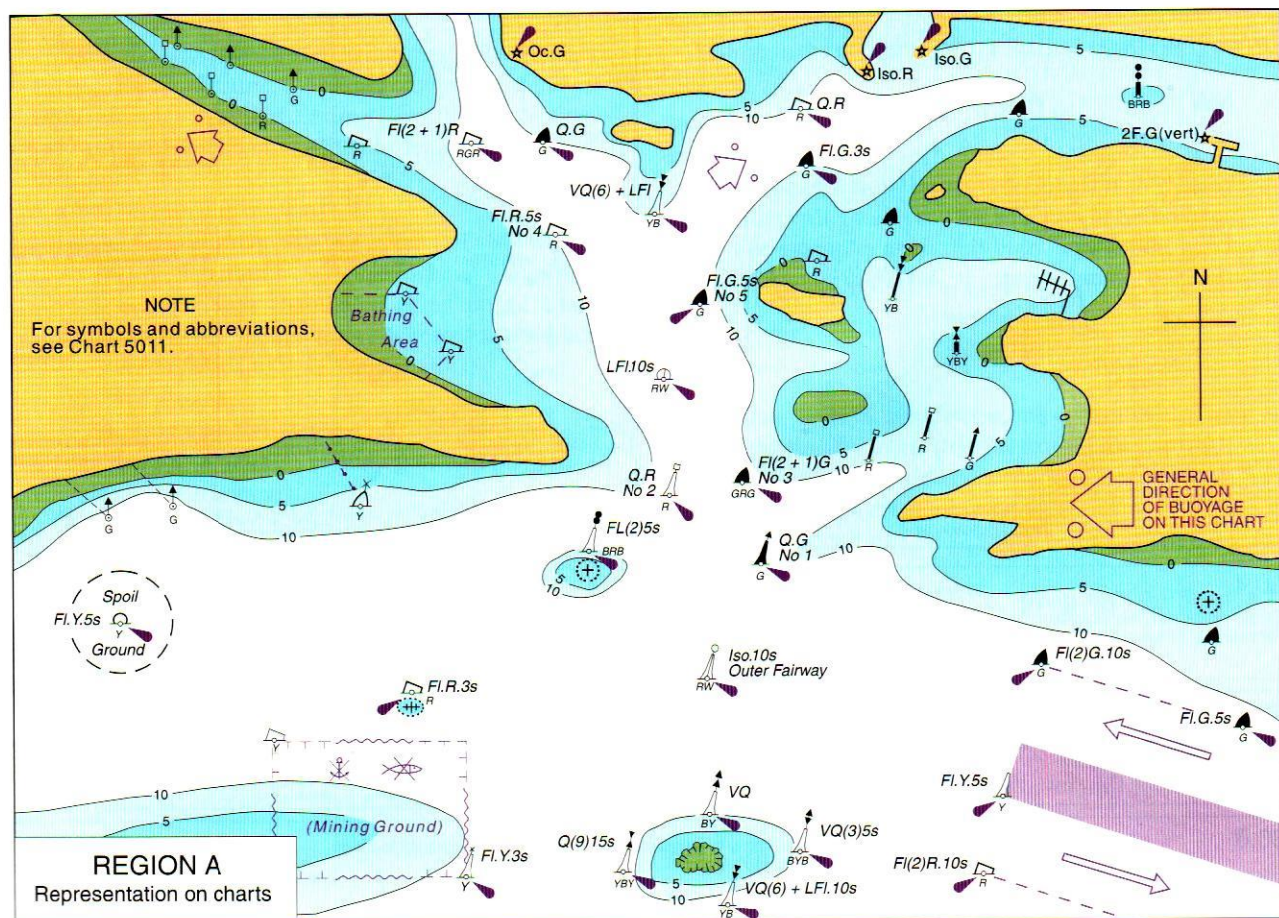 Oc.G
Iso.R
Iso.G
5
5
BRB
G
R
0
Fl(2 + 1)R
RGR
Q.G
G
5
10
Q.R
R
G
2F.G(vert)
R
5
Fl.G.3s
G
VQ(6) + LFl
YB
Fl.R.5s
No 4
R
G
0
0
0
R
N
NOTE
For symbols and abbreviations,
see Chart 5011.
Y
Bathing
Area
Y
0
5
10
Fl.G.5s
No 5
G
10
5
YB
YBY
0
LFl.10s
RW
0
5
10
R
R
G
5
0
Q.R
No 2
R
Fl(2 + 1)G
No 3
GRG
GENERAL
DIRECTION
OF BUOYAGE
ON THIS CHART
G
G
0
5
G
10
FL(2)5s
BRB
5
10
Q.G
No 1
G
10
5
0
10
G
Spoil
Fl.Y.5s
Y
Ground
Iso.10s
Outer Fairway
RW
Fl(2)G.10s
G
Fl.R.3s
R
Fl.G.5s
G
Y
10
5
(Mining Ground)
Fl.Y.3s
Y
VQ
BY
Q(9)15s
YBY
VQ(3)5s
BYB
5
10
VQ(6) + LFl.10s
YB
Fl.Y.5s
Y
Fl(2)R.10s
R
REGION A
Representation on charts